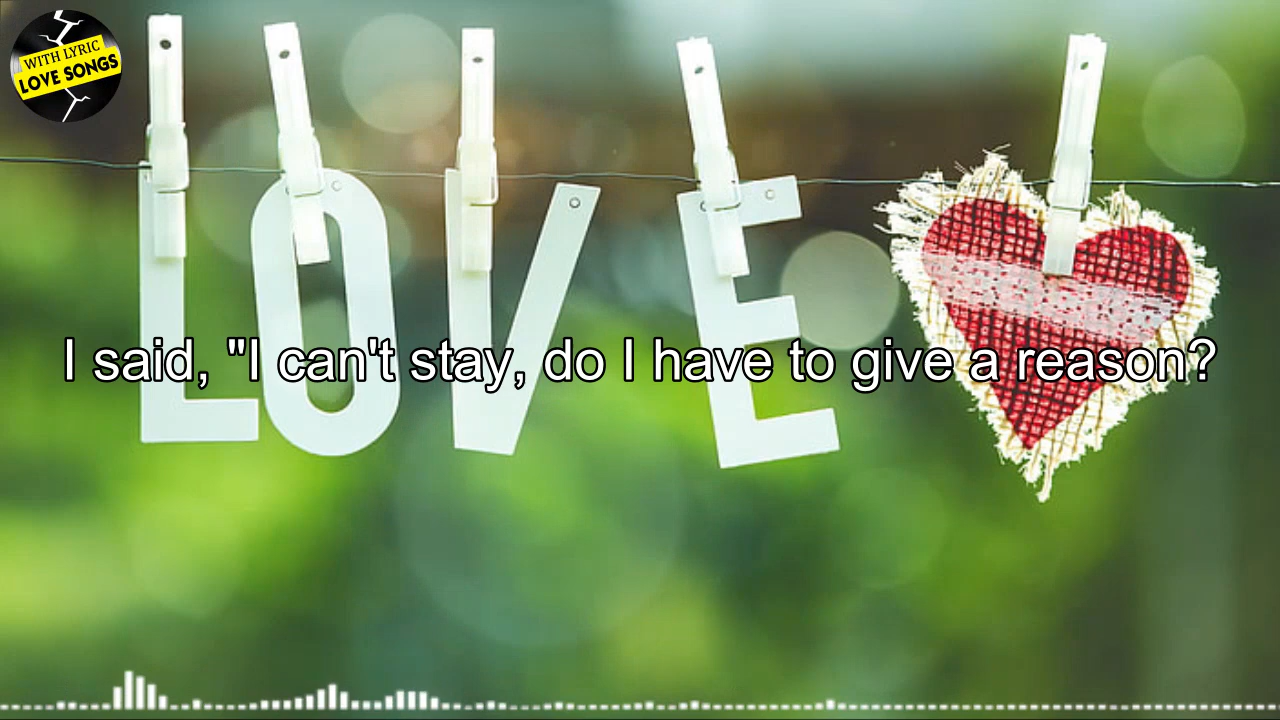 WITH LYRIC
LOVE SONGS
LOVE
I said, "I can't stay, do I have to give a reason?